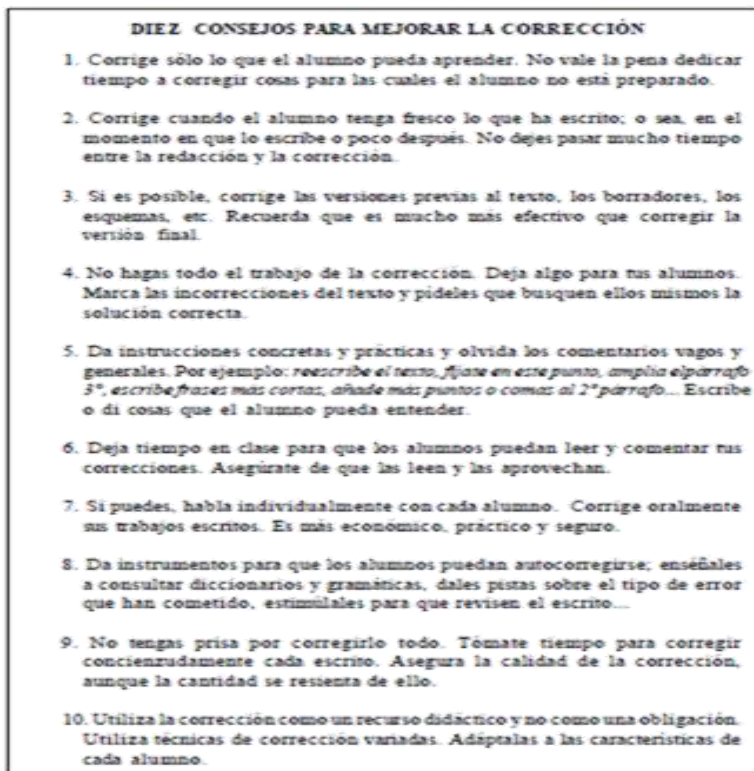 DIEZ CONSEJOS PARA MEJORAR LA CORRECCIÓN
1. Corrige sólo lo que el alumno pueda aprender. No vale la pena dedicar
tiempo a corregir cosas para las cuales el alumno no está preparado.
2. Corrige cuando el alumno tenga fresco lo que ha escrito; o sea, en el
momento en que lo escribe o poco después. No dejes pasar mucho tiempo
entre la redacción y la corrección.
3. Si es posible, corrige las versiones previas al texto, los borradores, los
esquemas, etc. Recuerda que es mucho más efectivo que corregir la
versión final.
4. No hagas todo el trabajo de la corrección. Deja algo para tus alumnos.
Marca las incorrecciones del texto y pídeles que busquen ellos mismos la
solución correcta.
5. Da instrucciones concretas y prácticas y olvida los comentarios vagos y
generales. Por ejemplo: reescribe el texto, fíjate en este punto, amplía el párrafo
3º, escribe frases más cortas, añade más puntos o comas al 2º párrafo... Escribe
o di cosas que el alumno pueda entender.
6. Deja tiempo en clase para que los alumnos puedan leer y comentar tus
correcciones. Asegúrate de que las leen y las aprovechan.
7. Si puedes, habla individualmente con cada alumno. Corrige oralmente
sus trabajos escritos. Es más económico, práctico y seguro.
8. Da instrumentos para que los alumnos puedan autocorregirse; enséñales
a consultar diccionarios y gramáticas, dales pistas sobre el tipo de error
que han cometido, estimúlales para que revisen el escrito...
9. No tengas prisa por corregirlo todo. Tómate tiempo para corregir
concienzudamente cada escrito. Asegura la calidad de la corrección,
aunque la cantidad se resienta de ello.
10. Utiliza la corrección como un recurso didáctico y no como una obligación.
Utiliza técnicas de corrección variadas. Adáptalas a las características de
cada alumno.